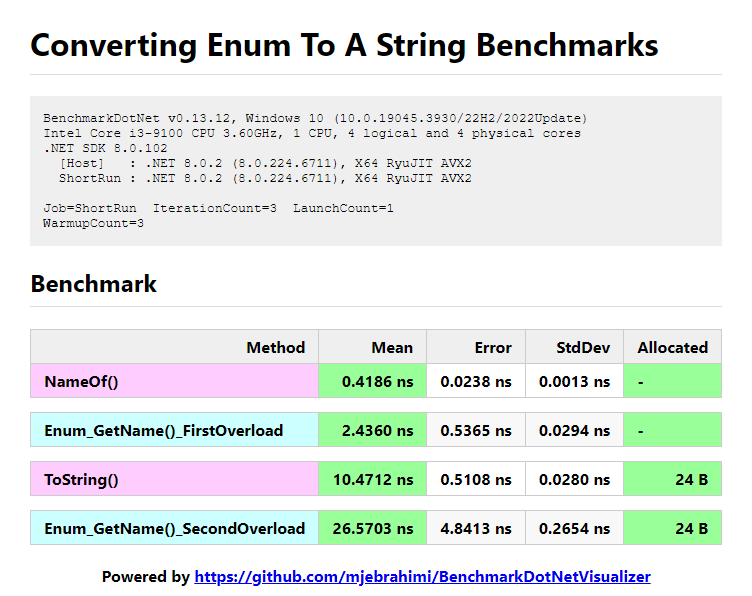 Converting Enum To A String Benchmarks
BenchmarkDotNet v0.13.12, Windows 10 (10.0.19045.3930/22H2/2022Update)
Intel Core i3-9100 CPU 3.60GHz, 1 CPU, 4 logical and 4 physical cores
.NET SDK 8.0.102
[Host]   : .NET 8.0.2 (8.0.224.6711), X64 RyuJIT AVX2
ShortRun : .NET 8.0.2 (8.0.224.6711), X64 RyuJIT AVX2
Job=ShortRun  IterationCount=3  LaunchCount=1
WarmupCount=3
Benchmark
Method Mean Error StdDev Allocated
NameOf() 0.4186 ns 0.0238 ns 0.0013 ns -
Enum_GetName()_FirstOverload 2.4360 ns 0.5365 ns 0.0294 ns -
ToString() 10.4712 ns 0.5108 ns 0.0280 ns 24 B
Enum_GetName()_SecondOverload 26.5703 ns 4.8413 ns 0.2654 ns 24 B
Powered by https://github.com/mjebrahimi/BenchmarkDotNetVisualizer